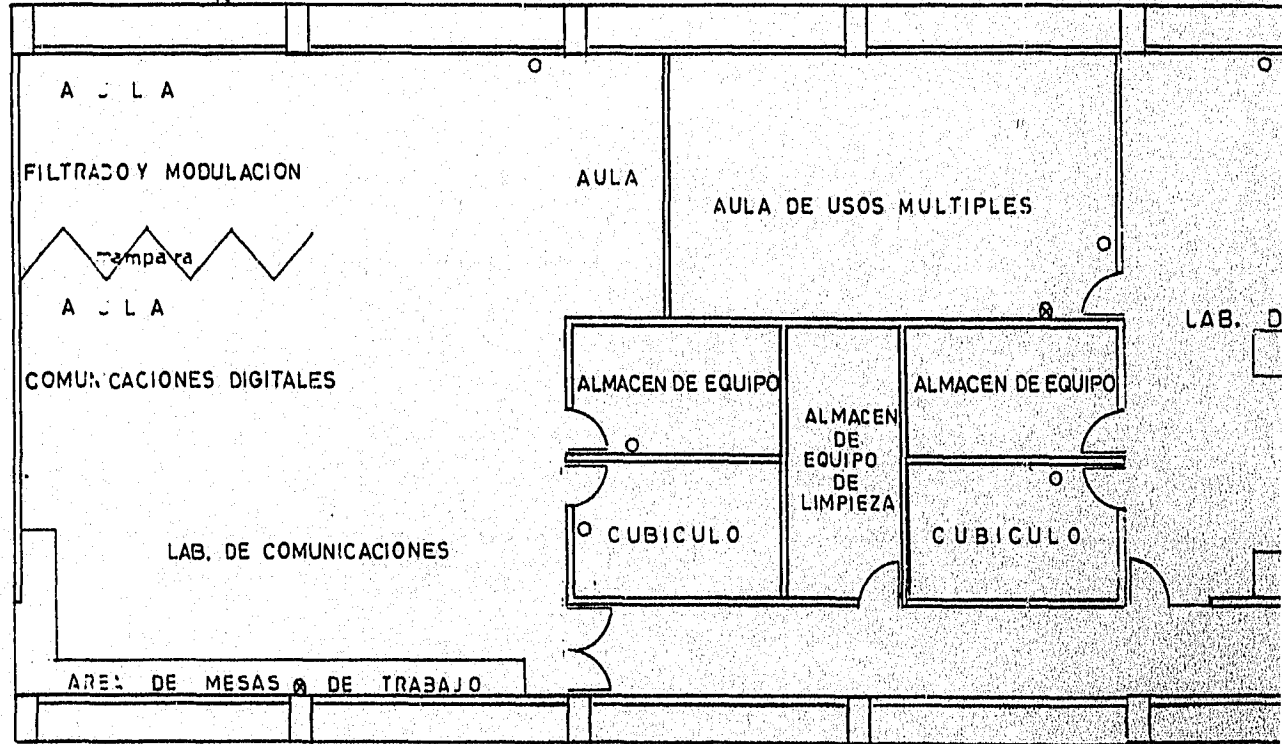 AULA
FILTRADO Y MODULACION
mampara
AULA
COMUNICACIONES DIGITALES
LAB. DE COMUNICACIONES
AREA DE MESAS DE TRABAJO
AULA
AULA DE USOS MULTIPLES
ALMACEN DE EQUIPO
CUBICULO
ALMACEN
DE
EQUIPO
DE
LIMPIEZA
ALMACEN DE EQUIPO
CUBICULO
LAB. D